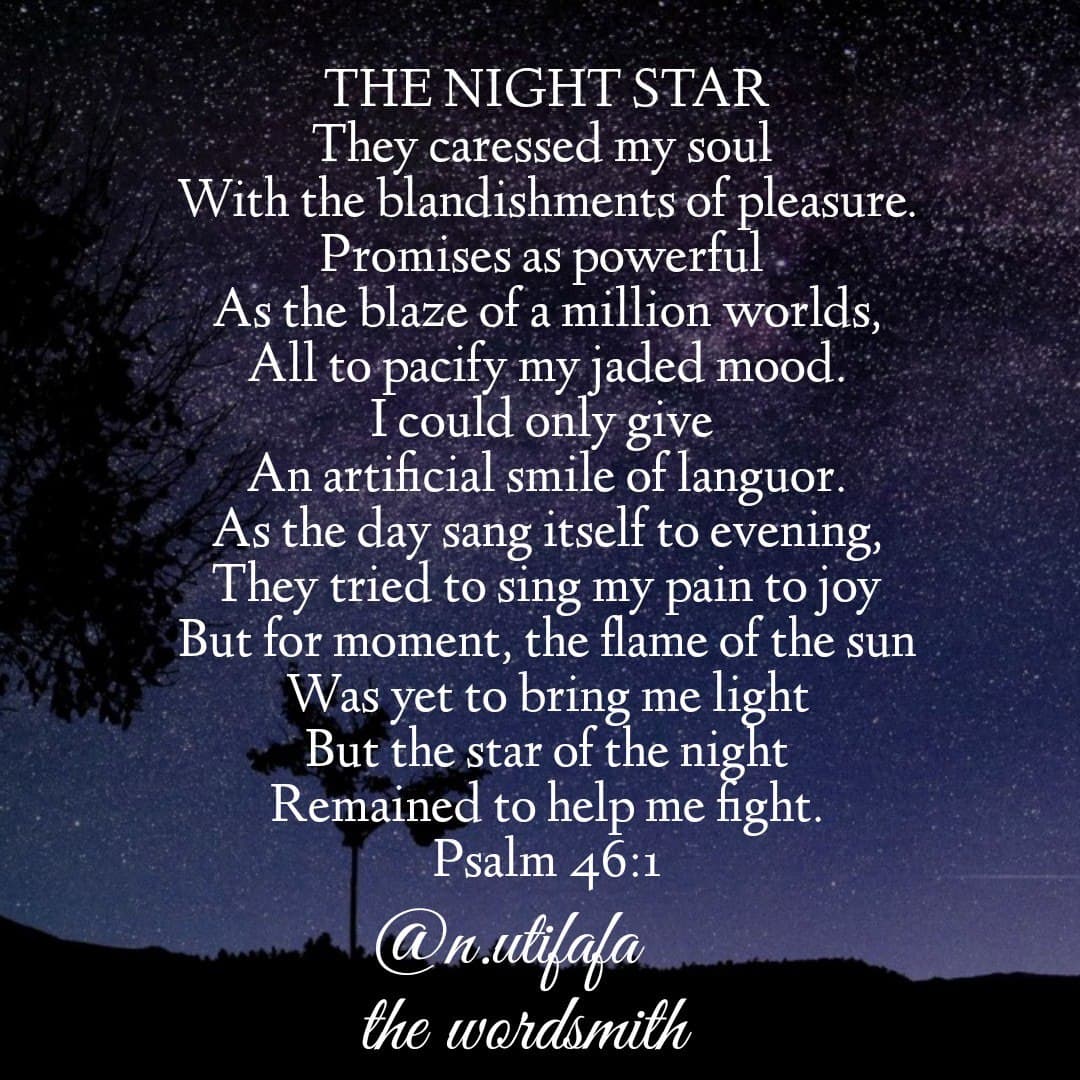 THE NIGHT STAR
They caressed my soul
With the blandishments of pleasure.
Promises as powerful
As the blaze of a million worlds,
All to pacify my jaded mood.
I could only give
An artificial smile of languor.
As the day sang itself to evening,
They tried to sing my pain to joy
But for moment, the flame of the sun
Was yet to bring me light
But the star of the night
Remained to help me fight.
Psalm 46:1
@n.utifafa
the wordsmith